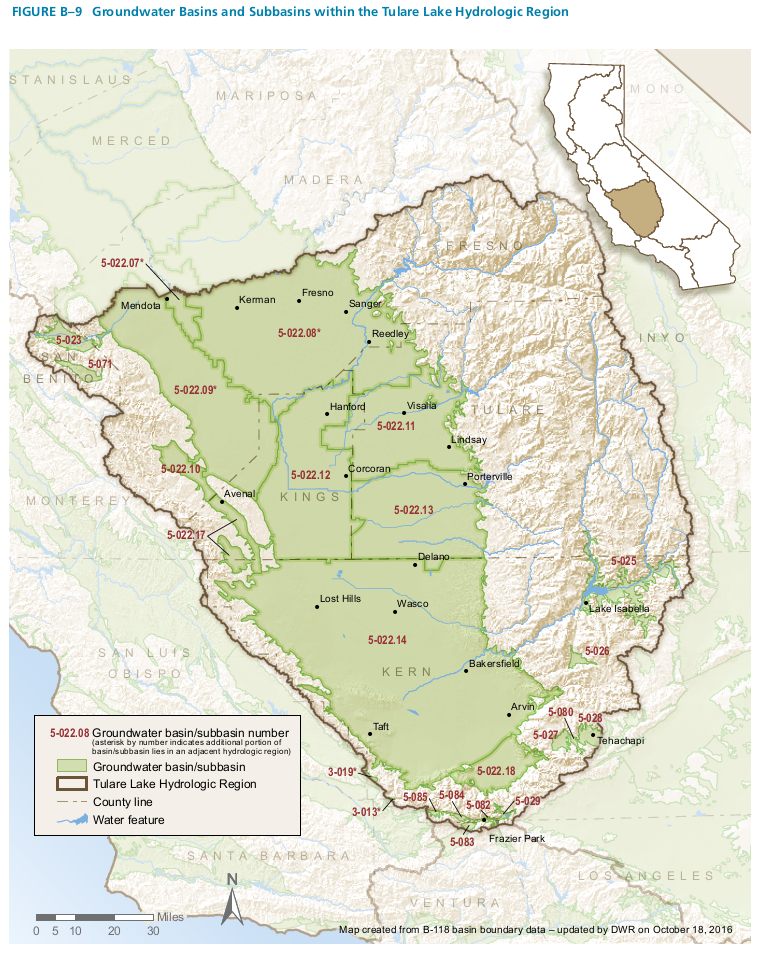 FIGURE B–9 Groundwater Basins and Subbasins within the Tulare Lake Hydrologic Region
STANISLAUS
MARIPOSA
MONO
MERCED
MADERA
FRESNO
5-022.07*
Mendota
Kerman
Fresno
Sanger
5-022.08*
Reedley
INYO
5-023
SAN
BENITO
5-071
5-022.09*
Hanford
Visalia
TULARE
5-022.11
Lindsay
5-022.10
5-022.12
Corcoran
Porterville
Avenal
KINGS
MONTEREY
5-022.13
5-022.17
Delano
5-025
Lost Hills
Wasco
Lake Isabella
5-022.14
SAN LUIS
OBISPO
5-026
KERN
Bakersfield
Arvin
5-080
5-028
Taft
5-027
Tehachapi
5-022.18
3-019*
3-013*
5-085
5-084
5-082
5-029
5-083
Frazier Park
5-022.08 Groundwater basin/subbasin number
(asterisk by number indicates additional portion of
basin/subbasin lies in an adjacent hydrologic region)
Groundwater basin/subbasin
Tulare Lake Hydrologic Region
County line
Water feature
SANTA BARBARA
LOS ANGELES
VENTURA
N
Miles
0 5 10 20 30
Map created from B-118 basin boundary data – updated by DWR on October 18, 2016